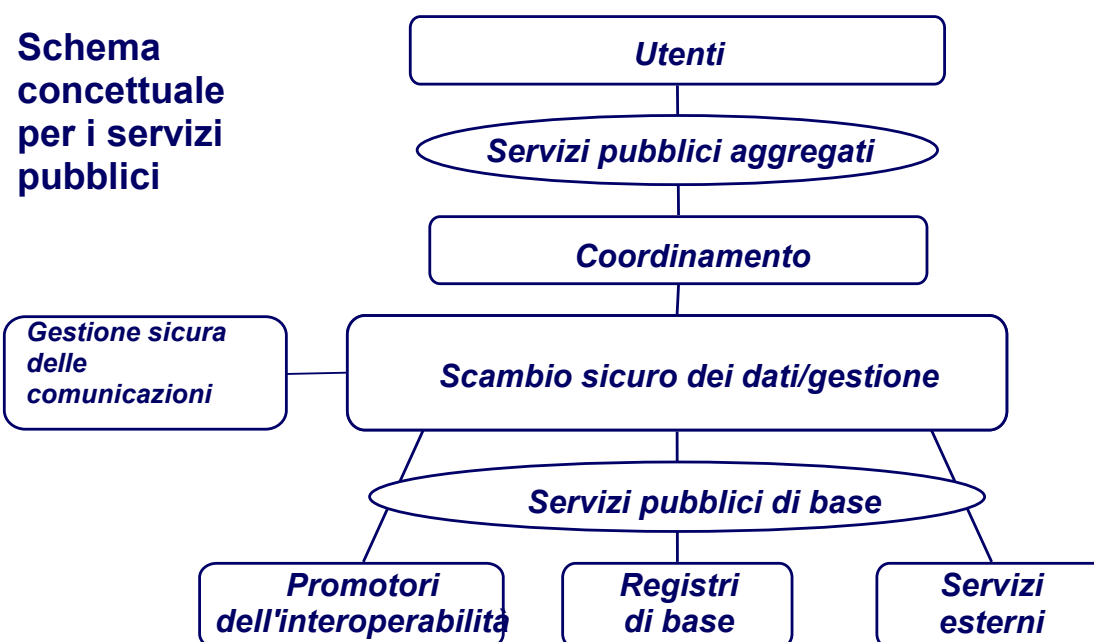 Schema
concettuale
per i servizi
pubblici
Utenti
Servizi pubblici aggregati
Coordinamento
Gestione sicura
delle
comunicazioni
Scambio sicuro dei dati/gestione
Servizi pubblici di base
Promotori
dell'interoperabilità
Registri
di base
Servizi
esterni